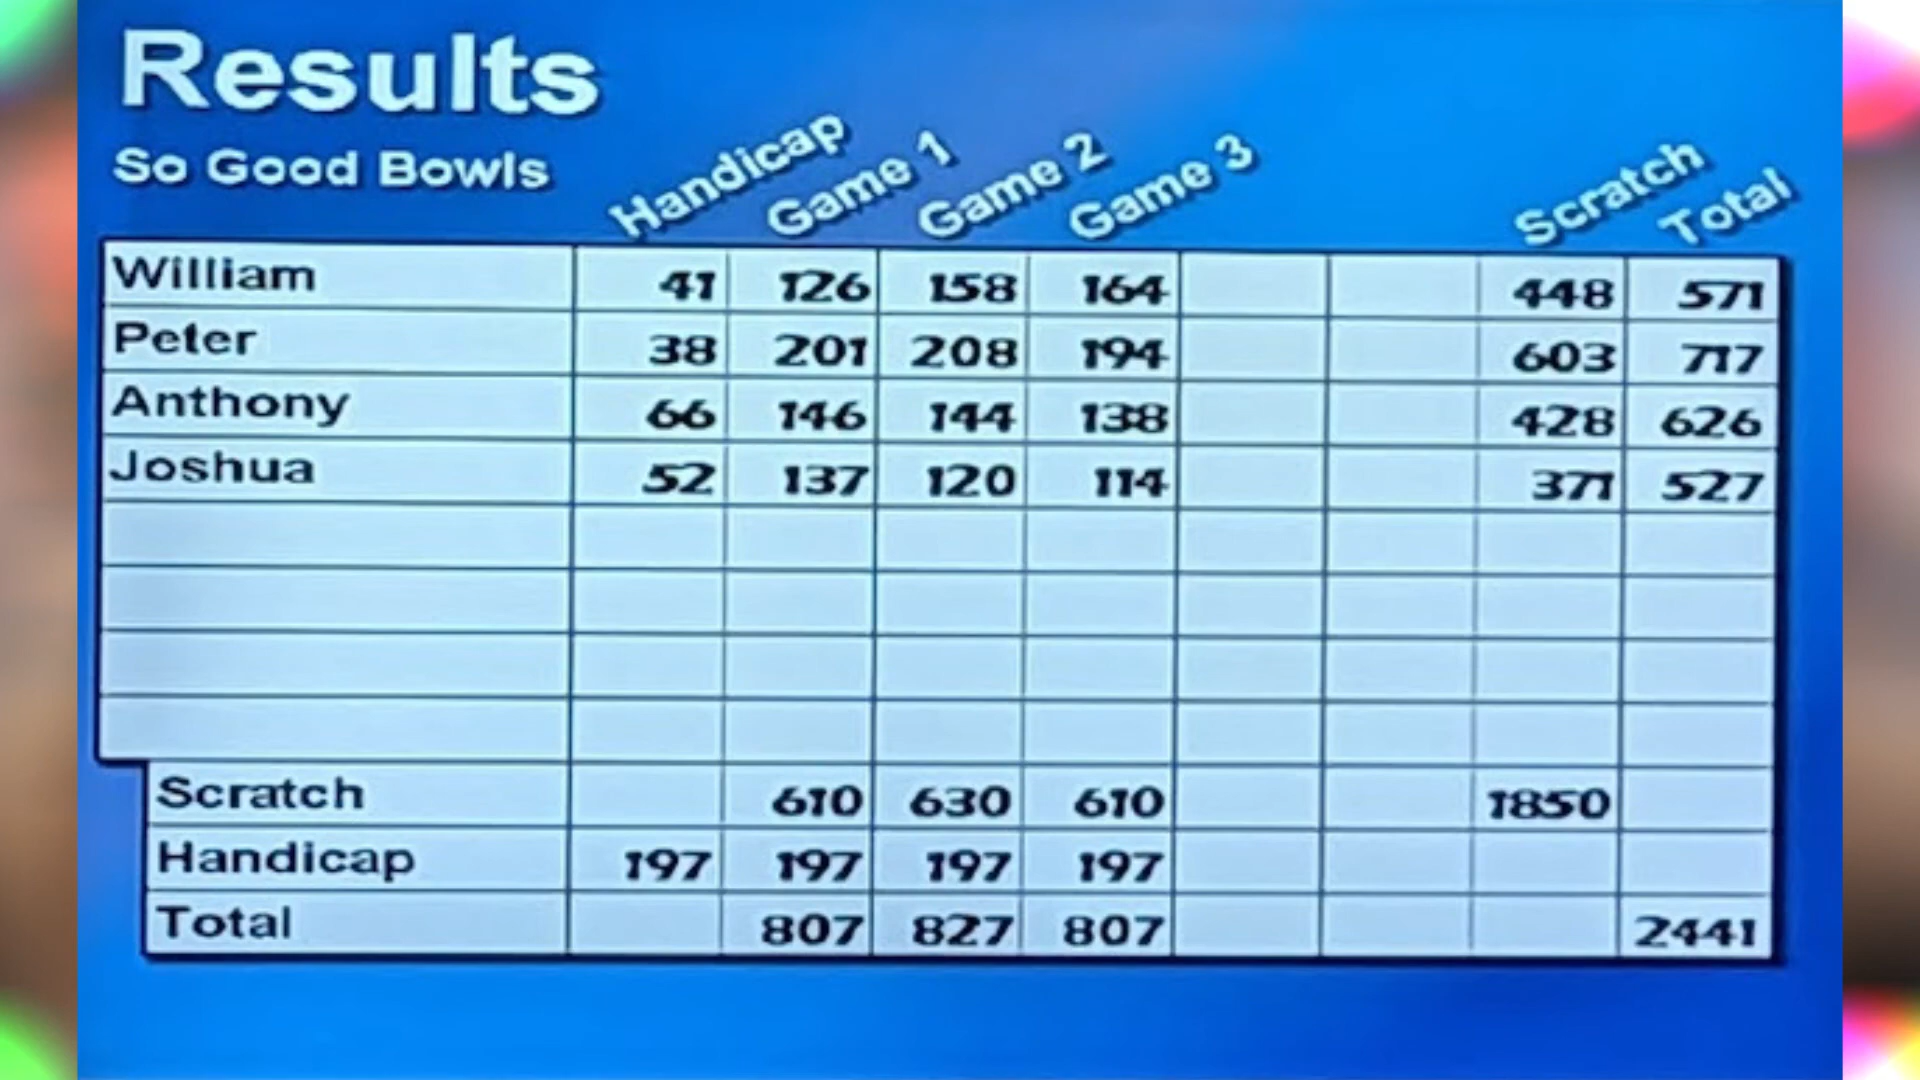 Results
So Good Bowls
Handicap Game 1 Game 2 Game 3 Scratch Total
William 41 126 158 164 448 571
Peter 38 201 208 194 603 717
Anthony 66 146 144 138 428 626
Joshua 52 137 120 114 371 527
Scratch 610 630 610 1850
Handicap 197 197 197 197
Total 807 827 807 2441